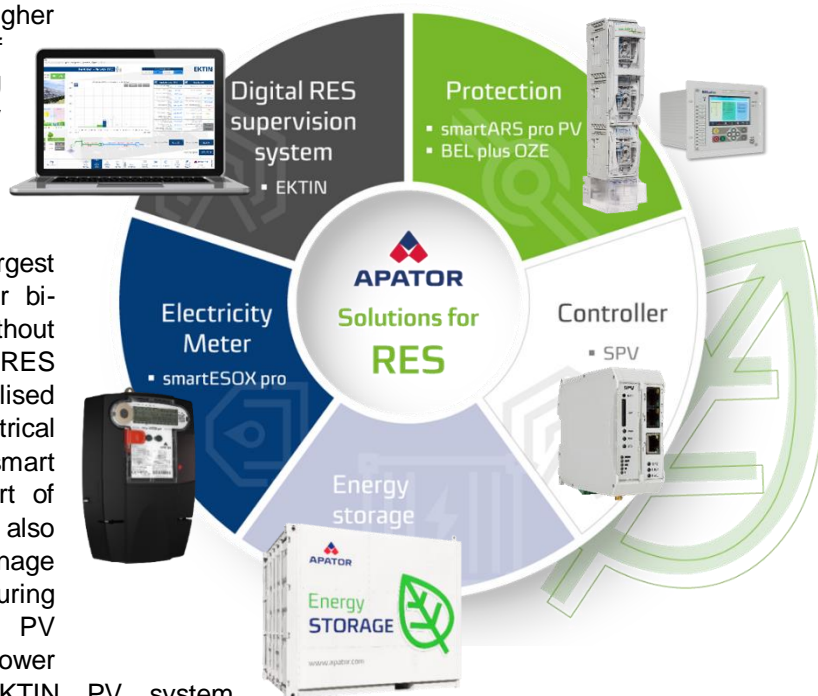 gher
EKTIN
Digital RES
supervision
system
▪ EKTIN
Protection
▪ smartARS pro PV
▪ BEL plus OZE
rgest
r bi-
thout
RES
lised
trical
mart
rt of
also
nage
uring
PV
ower
EKTIN PV system
Electricity
Meter
▪ smartESOX pro
APATOR
Solutions for
RES
Controller
▪ SPV
SPV
Energy
storage
APATOR
Energy
STORAGE
www.apator.com